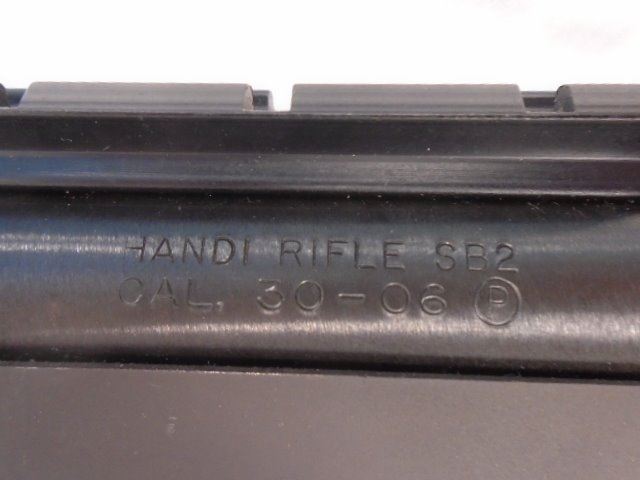 HANDI RIFLE SB2
CAL. 30-06 Ⓟ